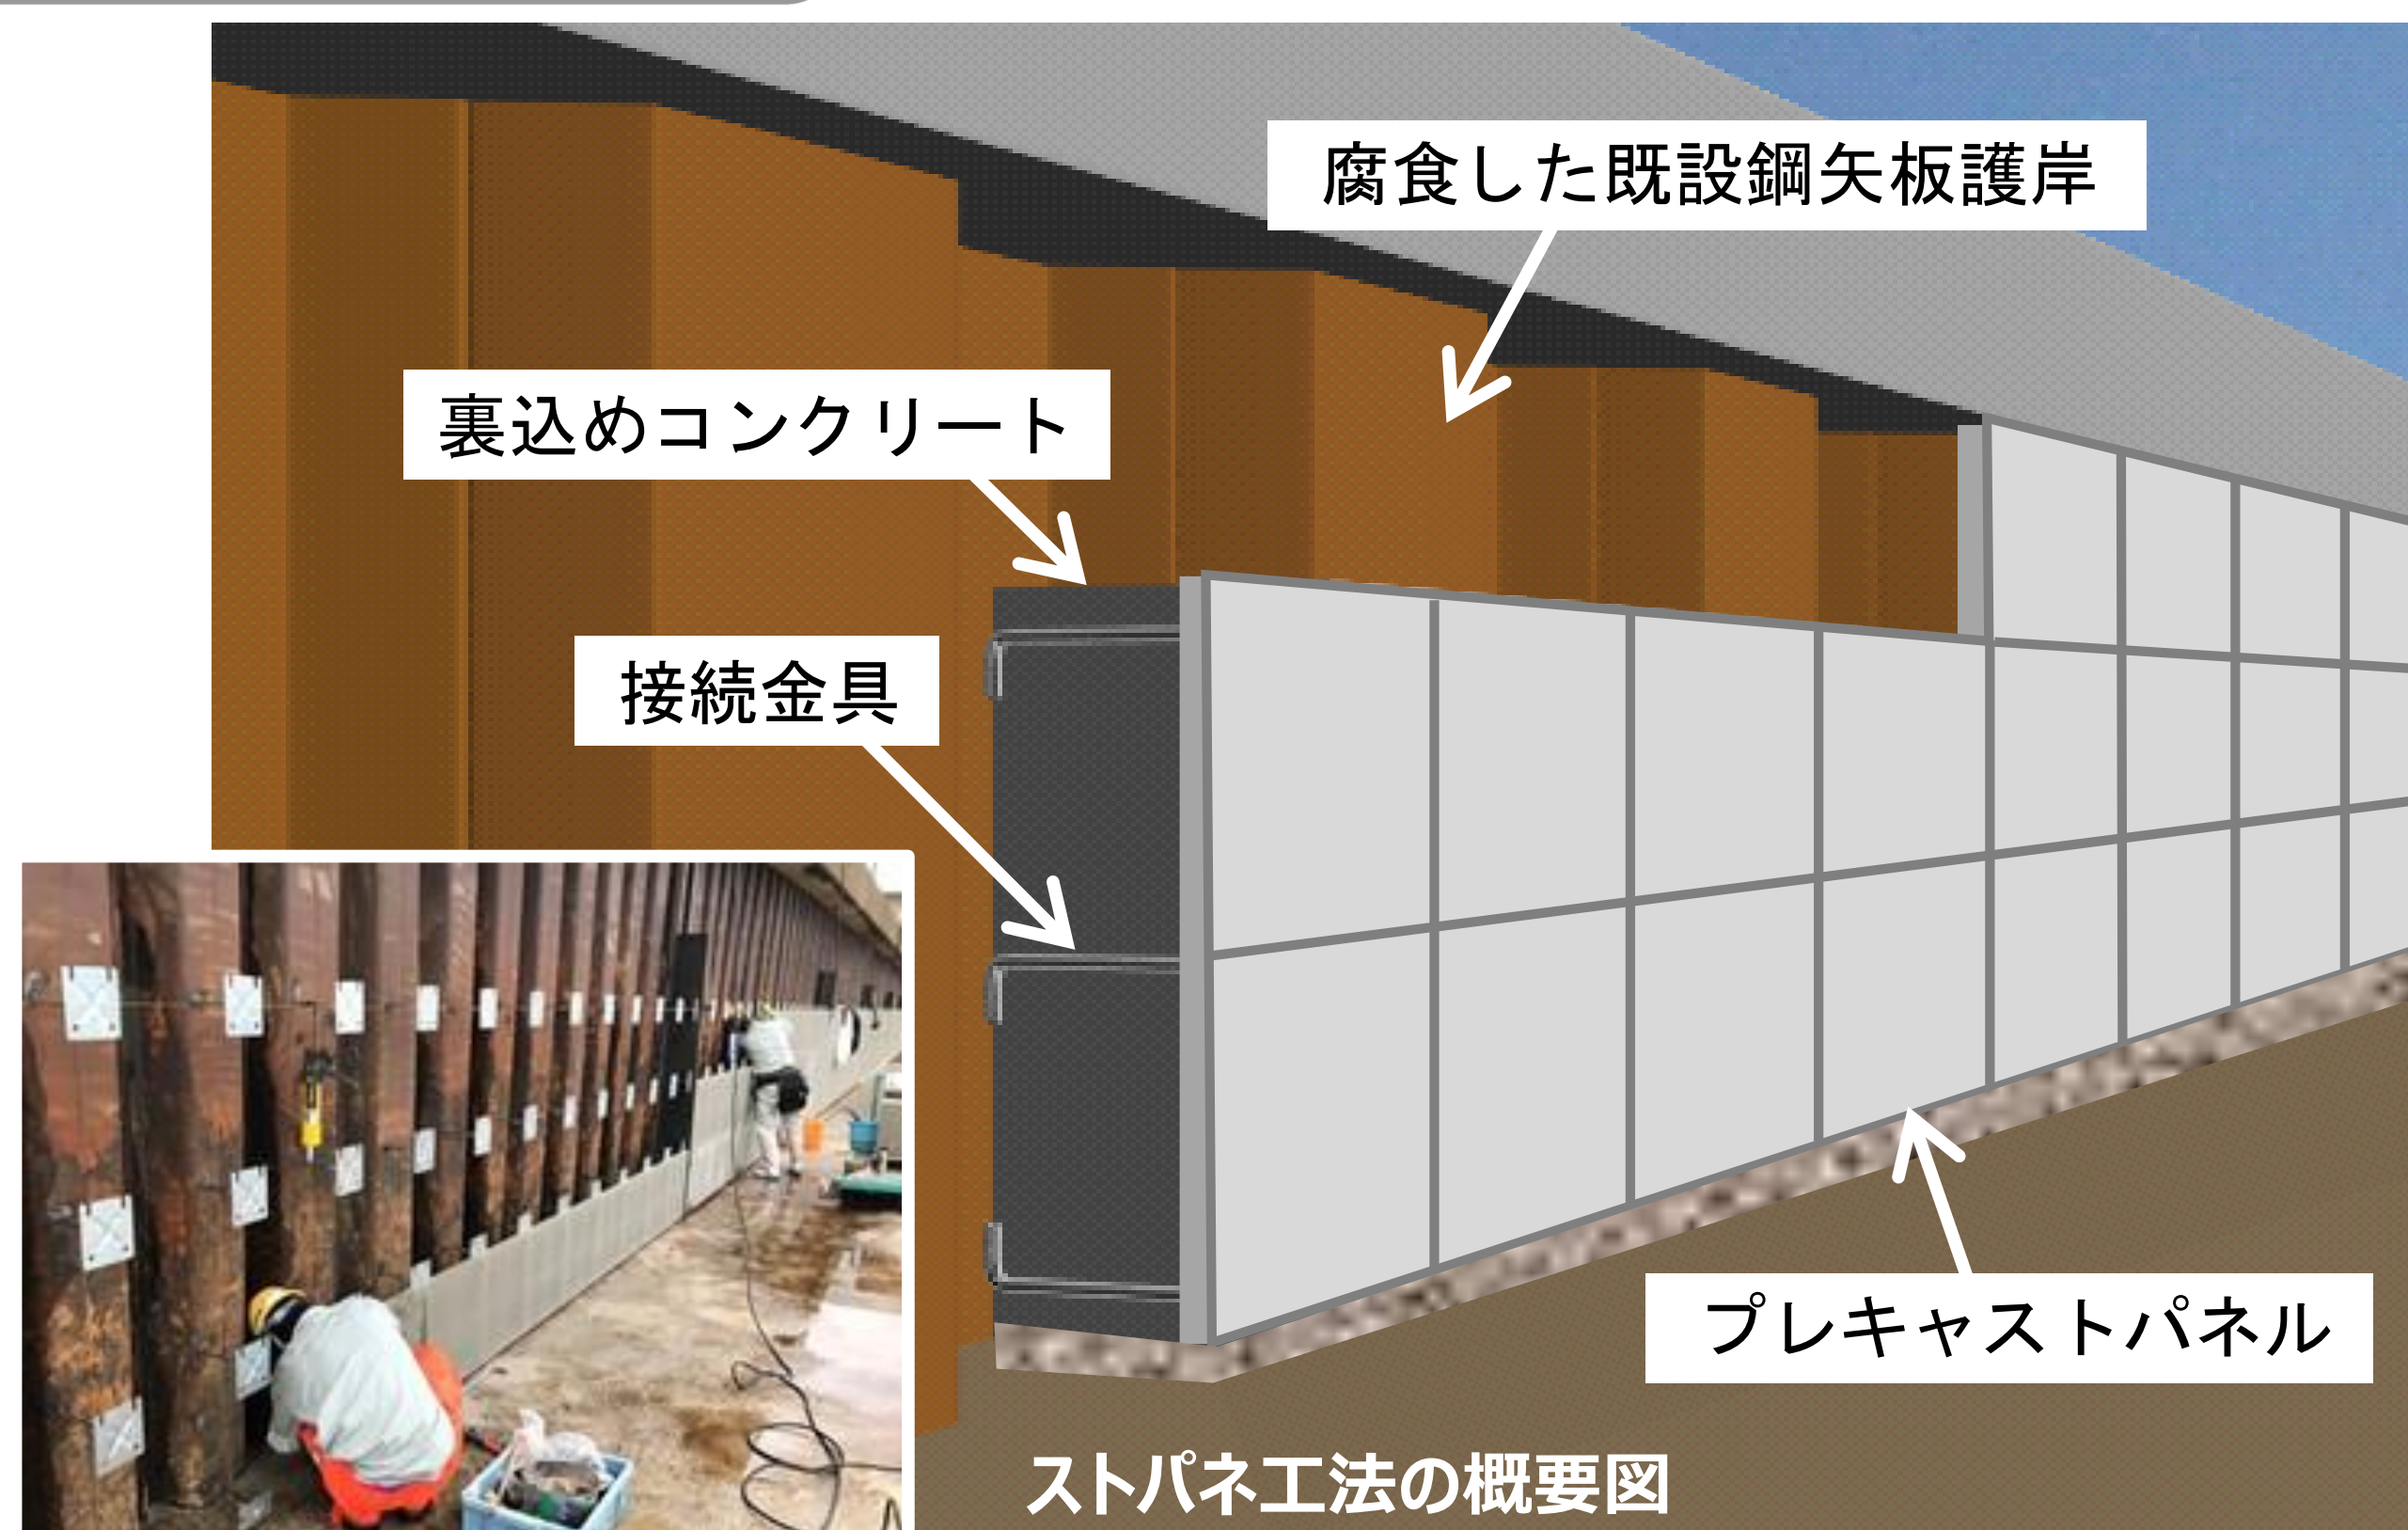 腐食した既設鋼矢板護岸
裏込めコンクリート
接続金具
プレキャストパネル
ストパネ工法の概要図